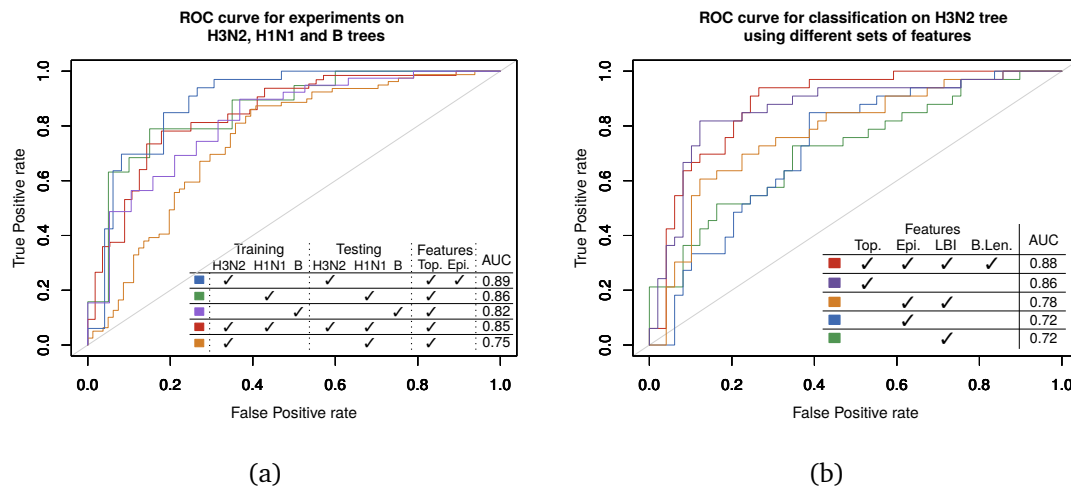 ROC curve for experiments on
H3N2, H1N1 and B trees
True Positive rate
1.0
0.8
0.6
0.4
0.2
0.0
Training Testing Features AUC
H3N2 H1N1 B H3N2 H1N1 B Top. Epi.
✓ ✓ ✓ ✓ 0.89
✓ ✓ ✓ 0.86
✓ ✓ ✓ 0.82
✓ ✓ ✓ ✓ ✓ 0.85
✓ ✓ ✓ 0.75
0.0 0.2 0.4 0.6 0.8 1.0
False Positive rate
(a)
ROC curve for classification on H3N2 tree
using different sets of features
True Positive rate
1.0
0.8
0.6
0.4
0.2
0.0
Features AUC
Top. Epi. LBI B.Len.
✓ ✓ ✓ ✓ 0.88
✓ 0.86
✓ ✓ 0.78
✓ 0.72
✓ 0.72
0.0 0.2 0.4 0.6 0.8 1.0
False Positive rate
(b)